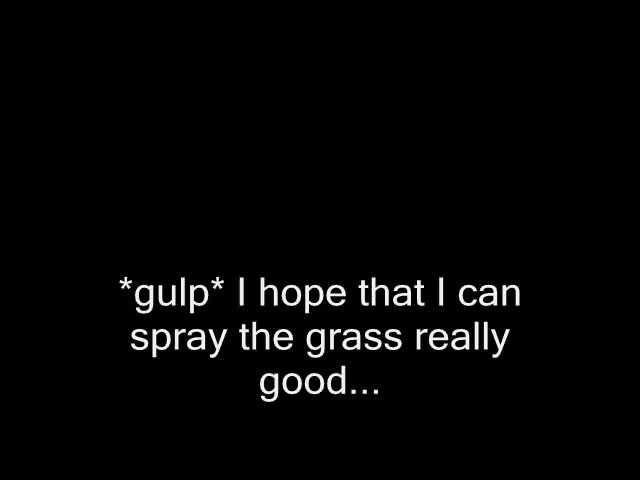 *gulp* I hope that I can
spray the grass really
good...